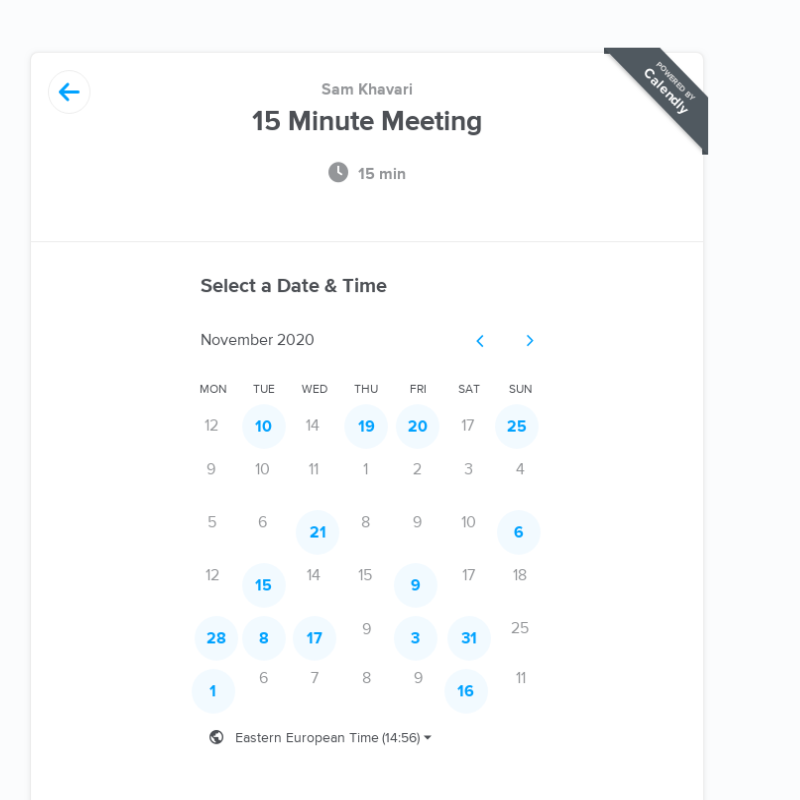 Sam Khavari
POWERED BY
Calendly
15 Minute Meeting
15 min
Select a Date & Time
November 2020
MON TUE WED THU FRI SAT SUN
12 10 14 19 20 17 25
9 10 11 1 2 3 4
5 6 21 8 9 10 6
12 15 14 15 9 17 18
28 8 17 9 3 31 25
1 6 7 8 9 16 11
Eastern European Time (14:56)